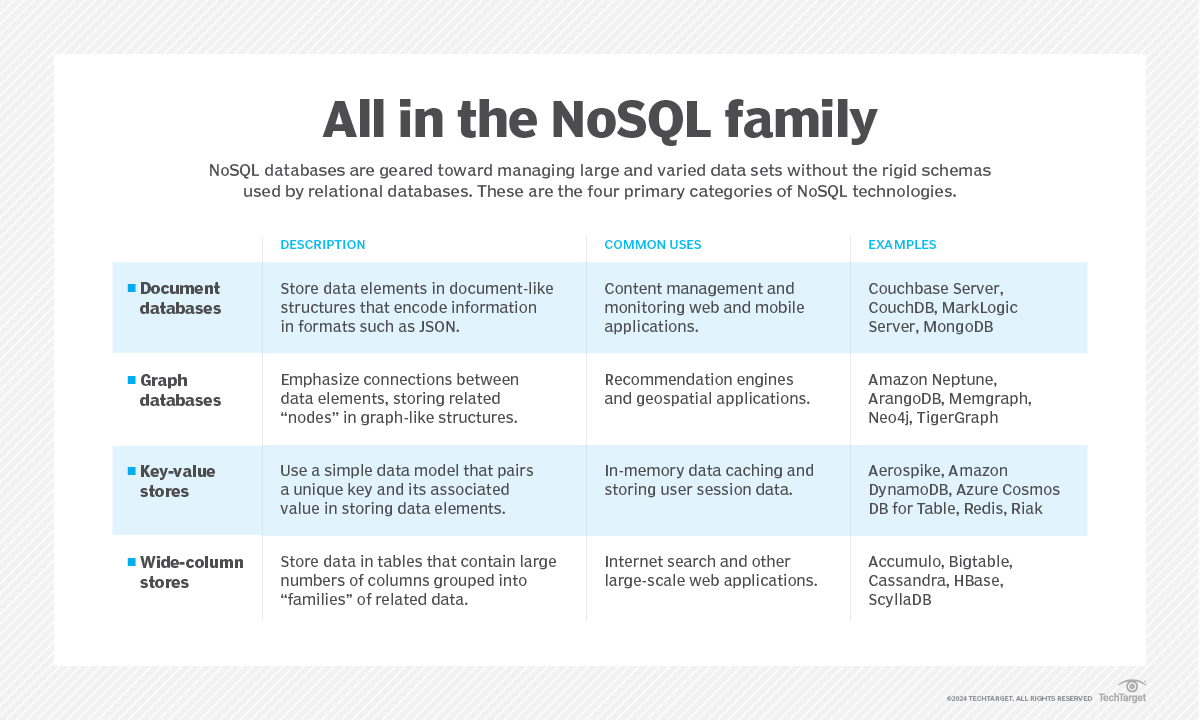 All in the NoSQL family
NoSQL databases are geared toward managing large and varied data sets without the rigid schemas
used by relational databases. These are the four primary categories of NoSQL technologies.
DESCRIPTION
COMMON USES
EXAMPLES
Document
databases
Store data elements in document-like
structures that encode information
in formats such as JSON.
Content management and
monitoring web and mobile
applications.
Couchbase Server,
CouchDB, MarkLogic
Server, MongoDB
Graph
databases
Emphasize connections between
data elements, storing related
“nodes” in graph-like structures.
Recommendation engines
and geospatial applications.
Amazon Neptune,
ArangoDB, Memgraph,
Neo4j, TigerGraph
Key-value
stores
Use a simple data model that pairs
a unique key and its associated
value in storing data elements.
In-memory data caching and
storing user session data.
Aerospike, Amazon
DynamoDB, Azure Cosmos
DB for Table, Redis, Riak
Wide-column
stores
Store data in tables that contain large
numbers of columns grouped into
“families” of related data.
Internet search and other
large-scale web applications.
Accumulo, Bigtable,
Cassandra, HBase,
ScyllaDB
©2024 TECHTARGET. ALL RIGHTS RESERVED
TechTarget